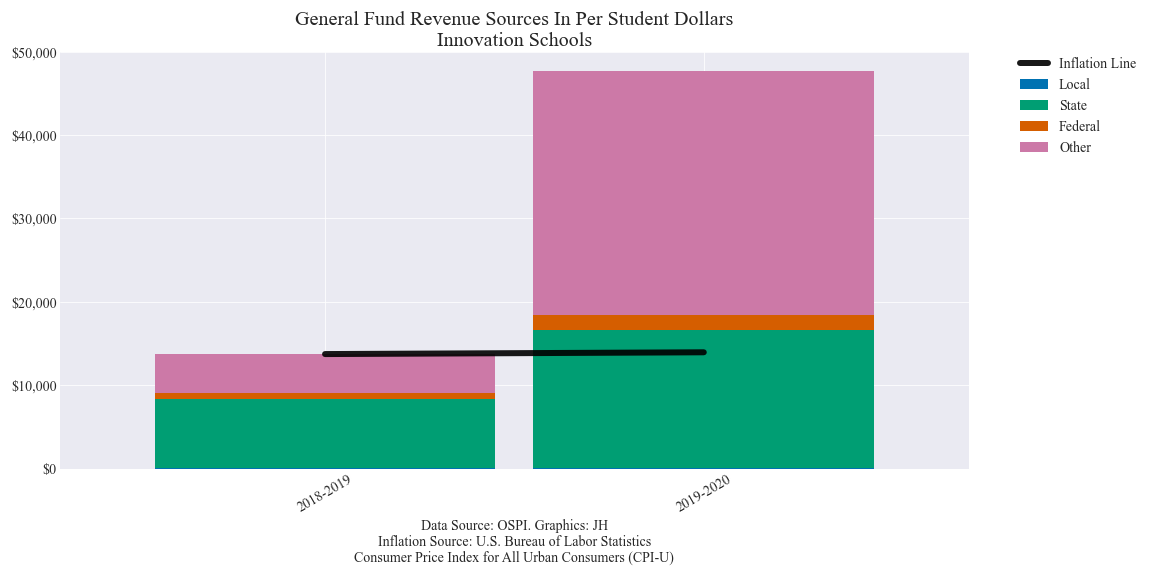 General Fund Revenue Sources In Per Student Dollars
Innovation Schools
$50,000
$40,000
$30,000
$20,000
$10,000
$0
Inflation Line
Local
State
Federal
Other
2018-2019
2019-2020
Data Source: OSPI. Graphics: JH
Inflation Source: U.S. Bureau of Labor Statistics
Consumer Price Index for All Urban Consumers (CPI-U)